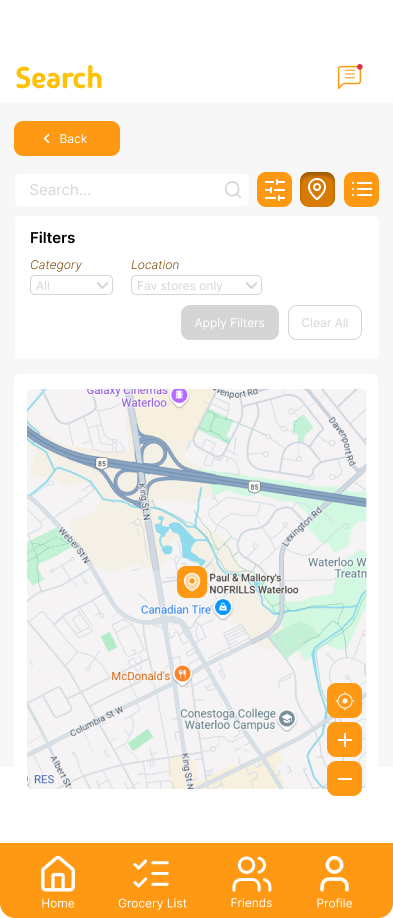 Search
Back
Search...
Filters
Category
Location
All
Fav stores only
Apply Filters
Clear All
Galaxy Cinemas
Waterloo
Davenport Rd
Davenport Rd
85
King St N
85
Lexington Rd
Weber St N
Waterloo W
Treatm
Paul & Mallory's
NOFRILLS Waterloo
Canadian Tire
McDonald's
Conestoga College
Waterloo Campus
Columbia St W
Albert St
King St N
RES
Home
Grocery List
Friends
Profile